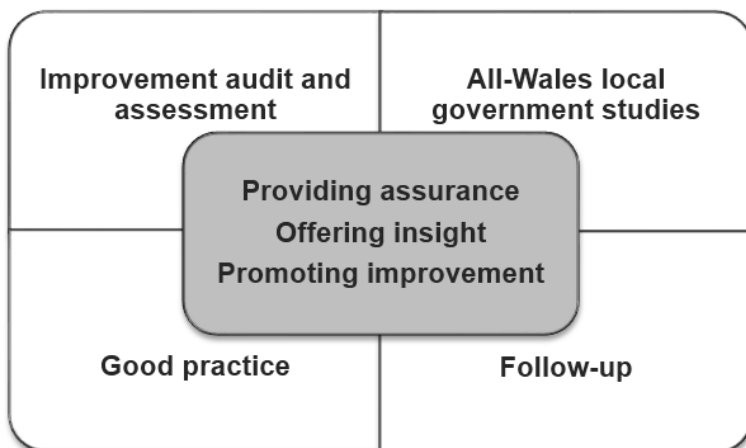 Improvement audit and
assessment
All-Wales local
government studies
Providing assurance
Offering insight
Promoting improvement
Good practice
Follow-up